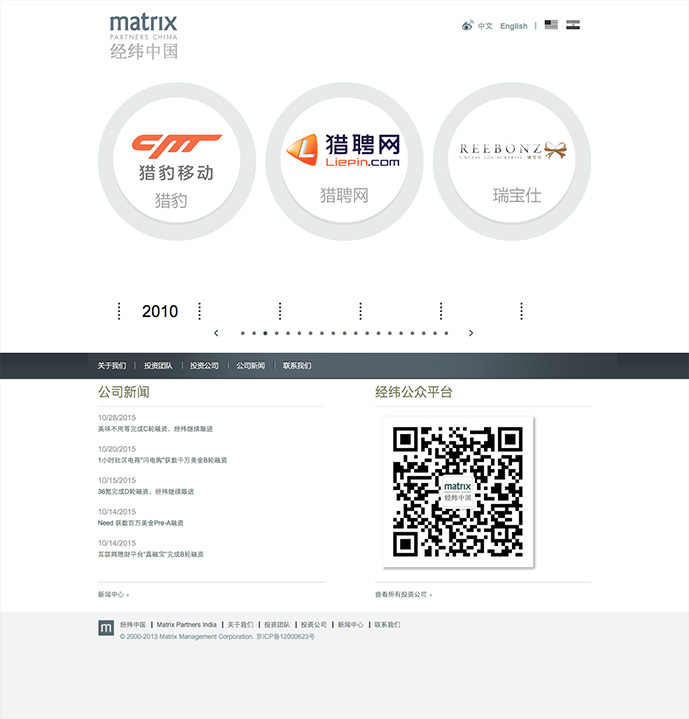 matrix
PARTNERS CHINA
经纬中国
中文 English |
cmt
猎豹移动
猎豹
L 猎聘网
Liepin.com
猎聘网
REEBONZ
UNVEIL THE SURPRISE 瑞宝仕
瑞宝仕
2010
关于我们 | 投资团队 | 投资公司 | 公司新闻 | 联系我们
公司新闻
10/28/2015
美味不用等完成C轮融资，经纬继续跟进
10/20/2015
1小时社区电商"闪电购"获数千万美金B轮融资
10/15/2015
36氪完成D轮融资，经纬继续跟进
10/14/2015
Need 获数百万美金Pre-A融资
10/14/2015
互联网理财平台"真融宝"完成B轮融资
新闻中心 ›
经纬公众平台
matrix
PARTNERS CHINA
经纬中国
查看所有投资公司 ›
m
经纬中国 | Matrix Partners India | 关于我们 | 投资团队 | 投资公司 | 新闻中心 | 联系我们
© 2000-2013 Matrix Management Corporation. 京ICP备12000623号